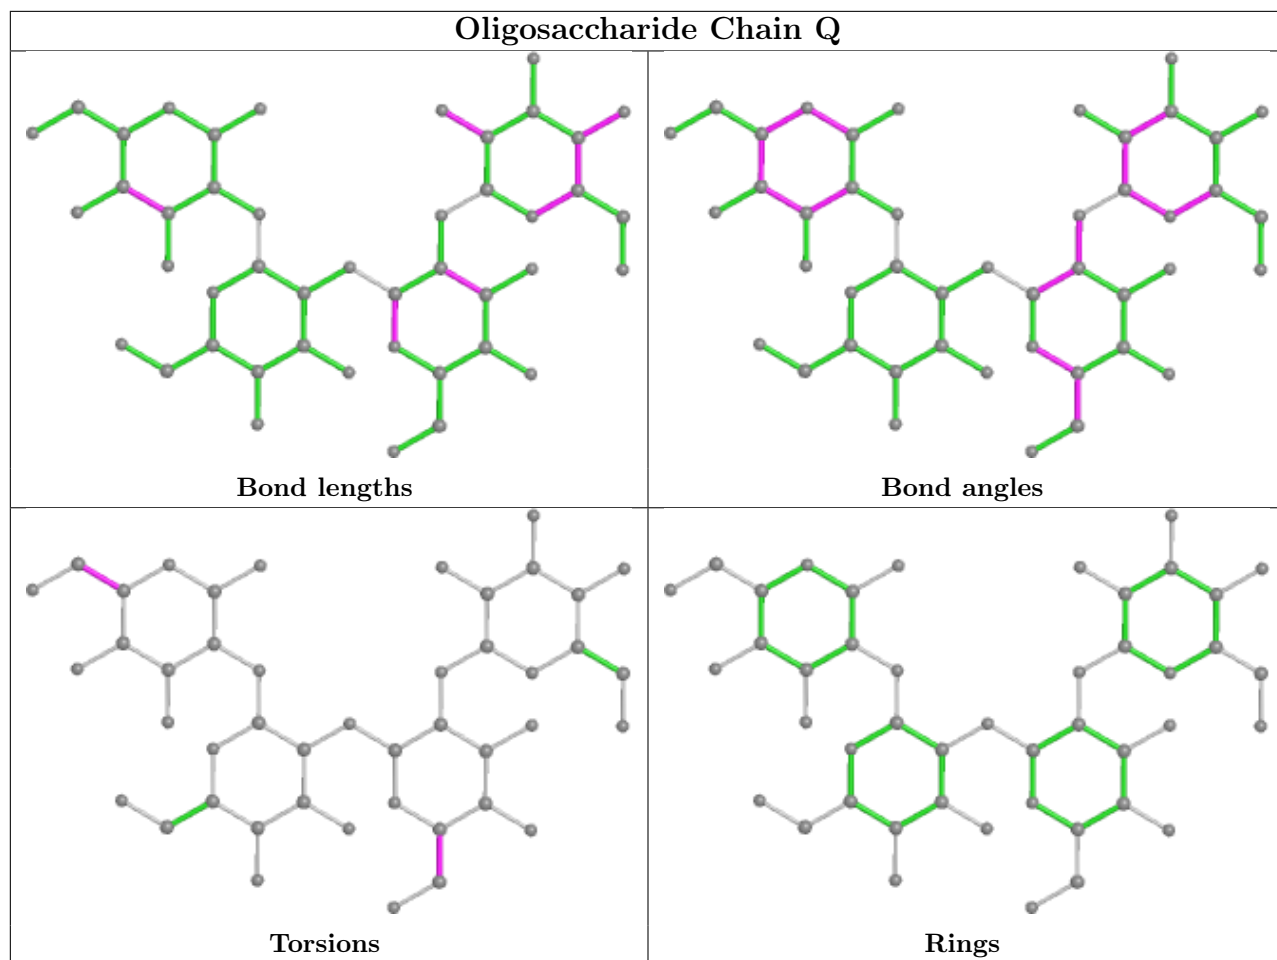 Oligosaccharide Chain Q
Bond lengths
Bond angles
Torsions
Rings